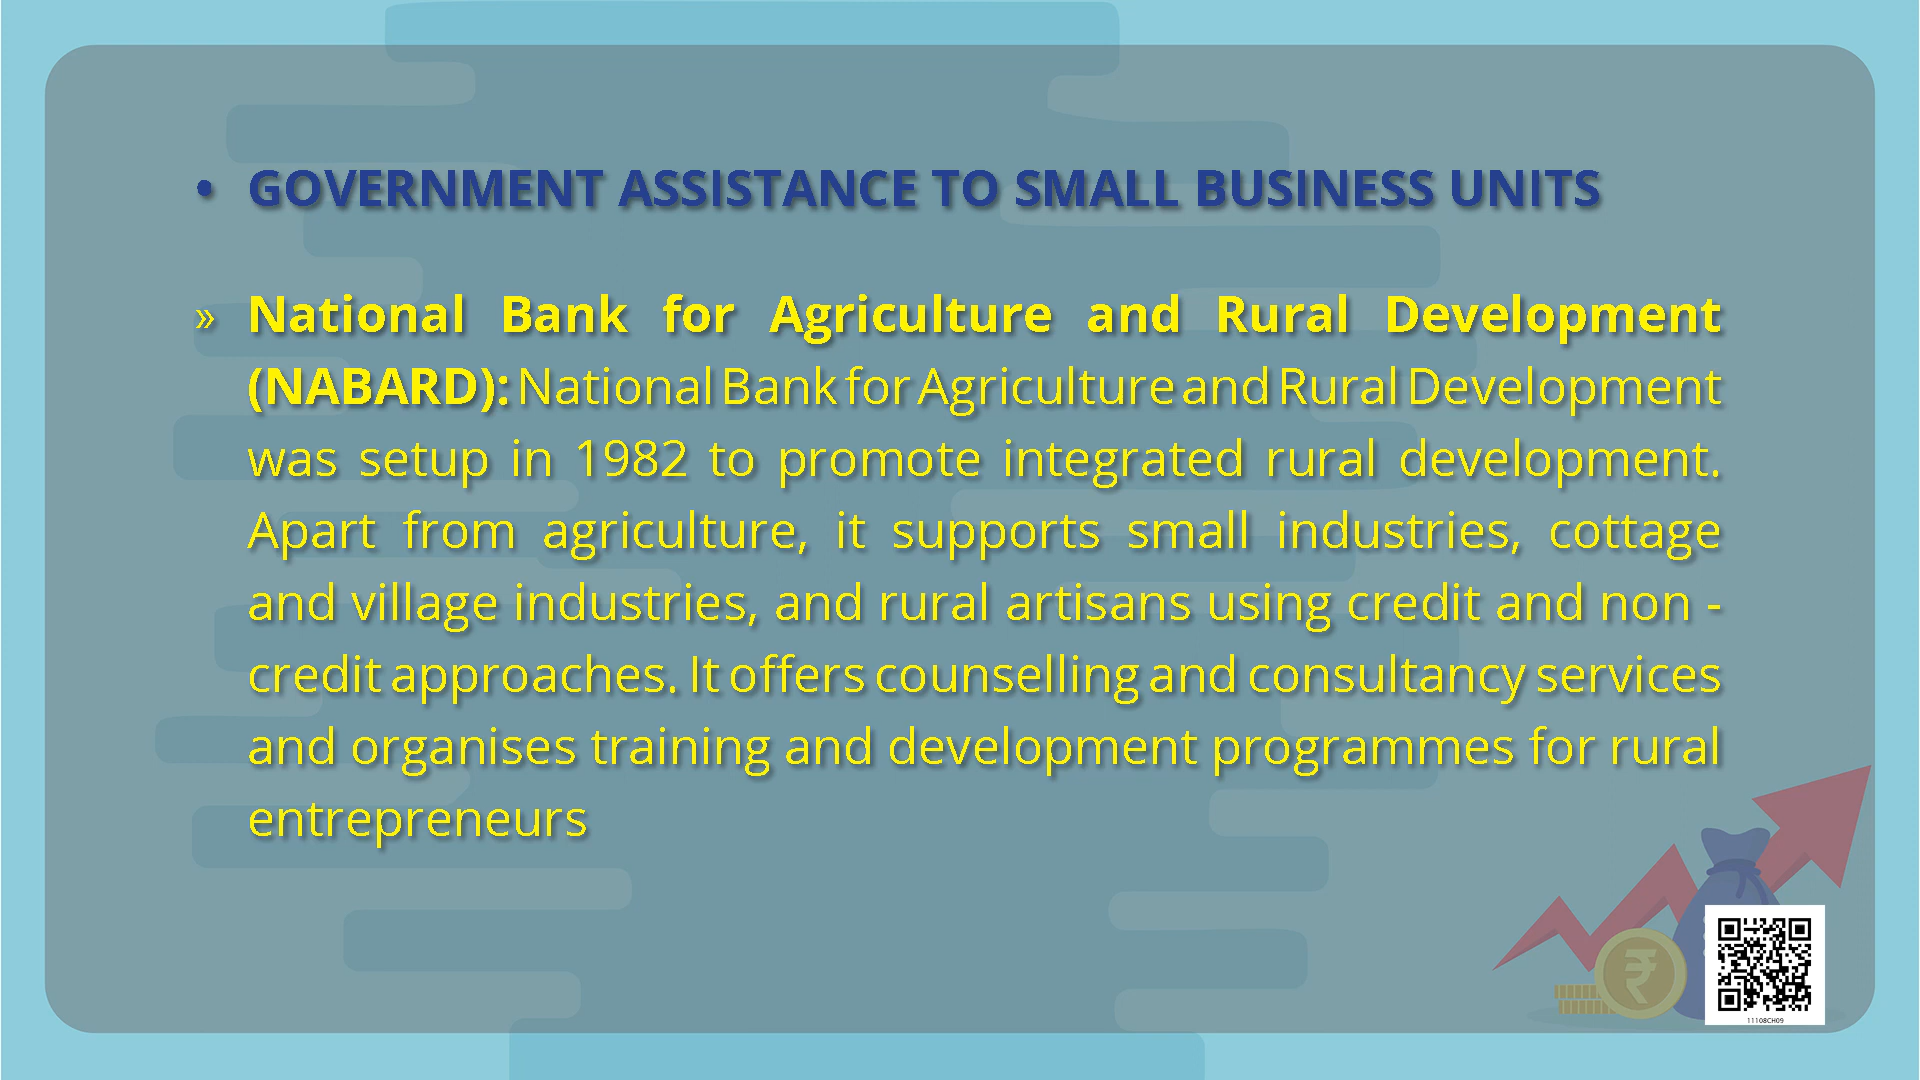 • GOVERNMENT ASSISTANCE TO SMALL BUSINESS UNITS
» National Bank for Agriculture and Rural Development
(NABARD): National Bank for Agriculture and Rural Development
was setup in 1982 to promote integrated rural development.
Apart from agriculture, it supports small industries, cottage
and village industries, and rural artisans using credit and non -
credit approaches. It offers counselling and consultancy services
and organises training and development programmes for rural
entrepreneurs
₹
11108CH09